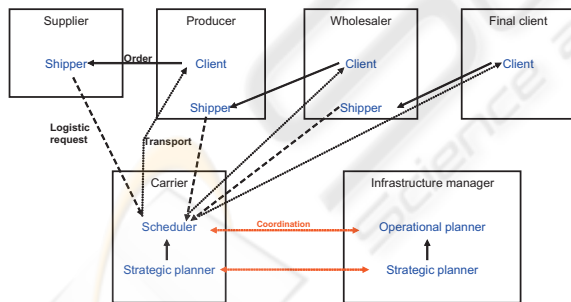 Supplier
Producer
Wholesaler
Final client
Shipper
Order
Client
Client
Client
Shipper
Shipper
Logistic
request
Transport
Carrier
Infrastructure manager
Scheduler
Coordination
Operational planner
Strategic planner
Strategic planner